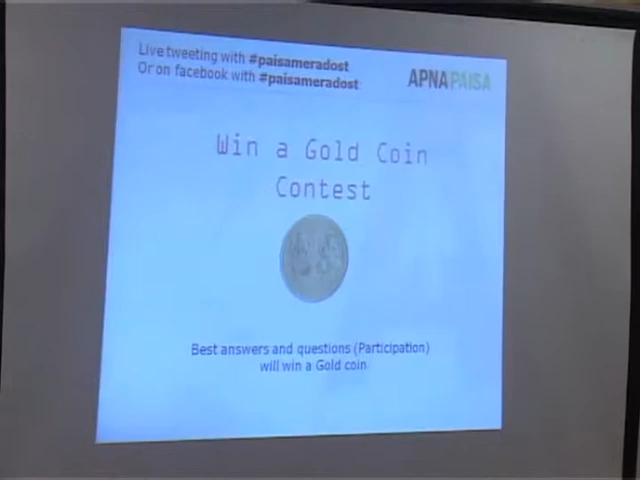 Live tweeting with #paisameradost
Or on facebook with #paisameradost
APNAPAISA
Win a Gold Coin
Contest
Best answers and questions (Participation)
will win a Gold coin